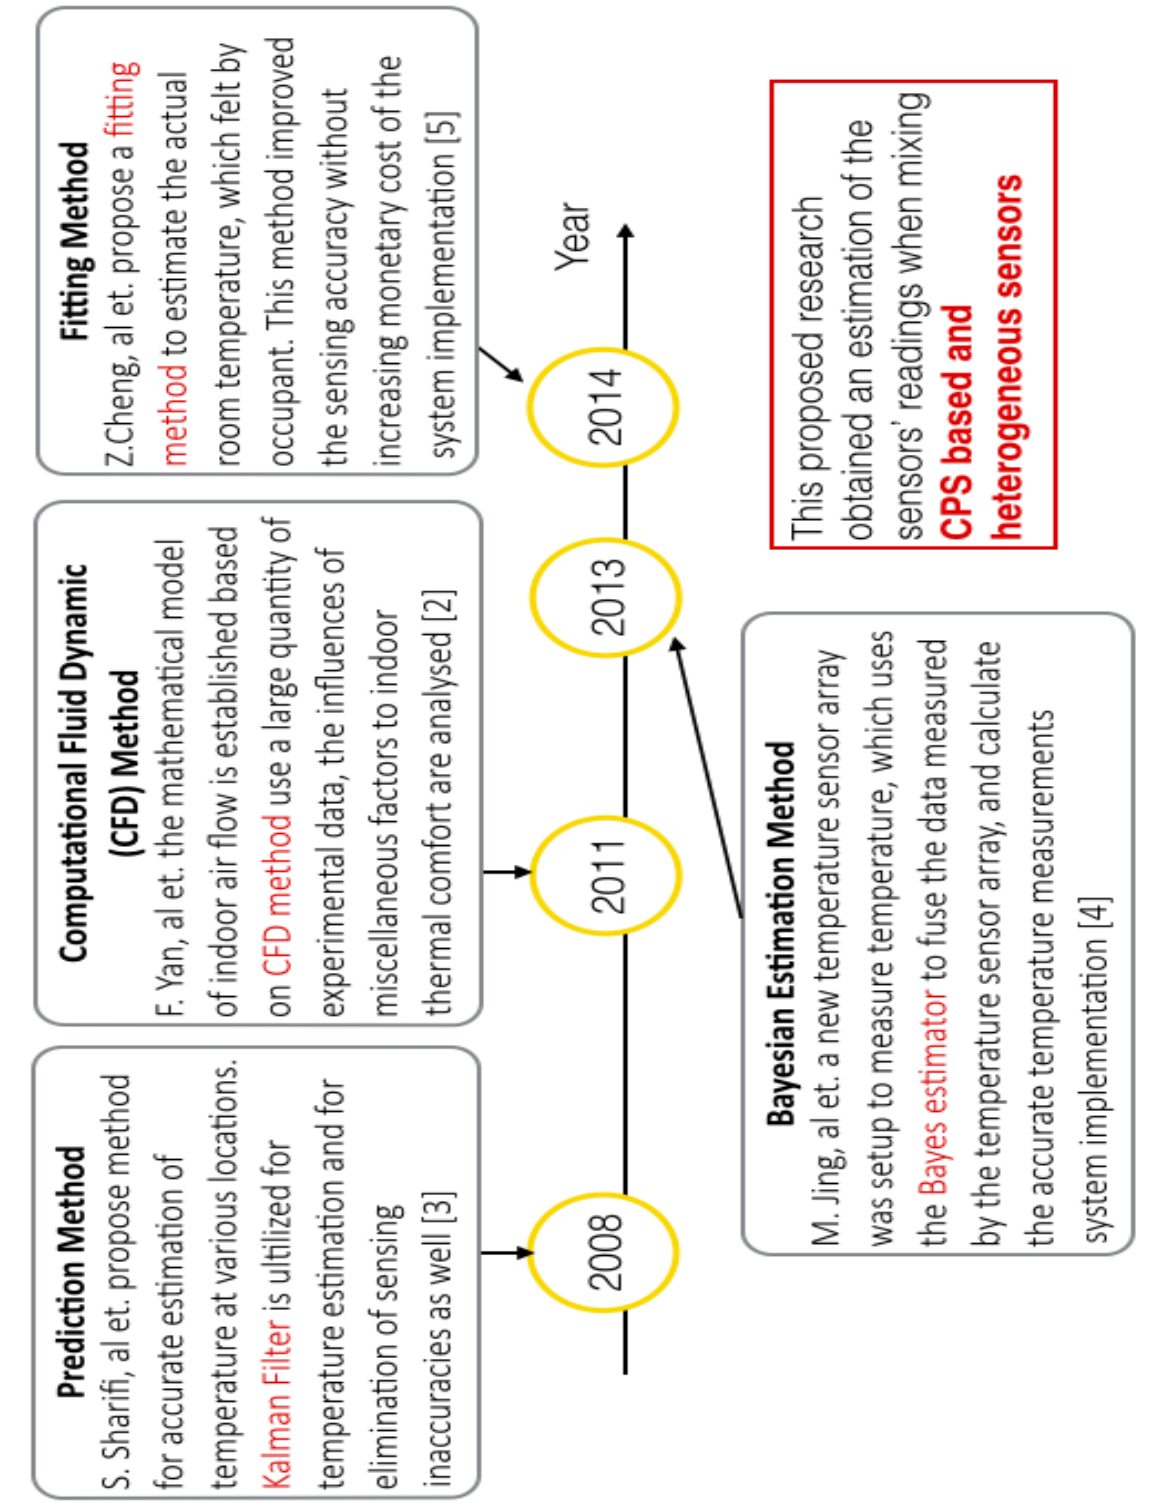 Prediction Method
S. Sharifi, al et. propose method
for accurate estimation of
temperature at various locations.
Kalman Filter is ultilized for
temperature estimation and for
elimination of sensing
inaccuracies as well [3]
Computational Fluid Dynamic
(CFD) Method
F. Yan, al et. the mathematical model
of indoor air flow is established based
on CFD method use a large quantity of
experimental data, the influences of
miscellaneous factors to indoor
thermal comfort are analysed [2]
Fitting Method
Z.Cheng, al et. propose a fitting
method to estimate the actual
room temperature, which felt by
occupant. This method improved
the sensing accuracy without
increasing monetary cost of the
system implementation [5]
2008
2011
2013
2014
Year
Bayesian Estimation Method
M. Jing, al et. a new temperature sensor array
was setup to measure temperature, which uses
the Bayes estimator to fuse the data measured
by the temperature sensor array, and calculate
the accurate temperature measurements
system implementation [4]
This proposed research
obtained an estimation of the
sensors' readings when mixing
CPS based and
heterogeneous sensors